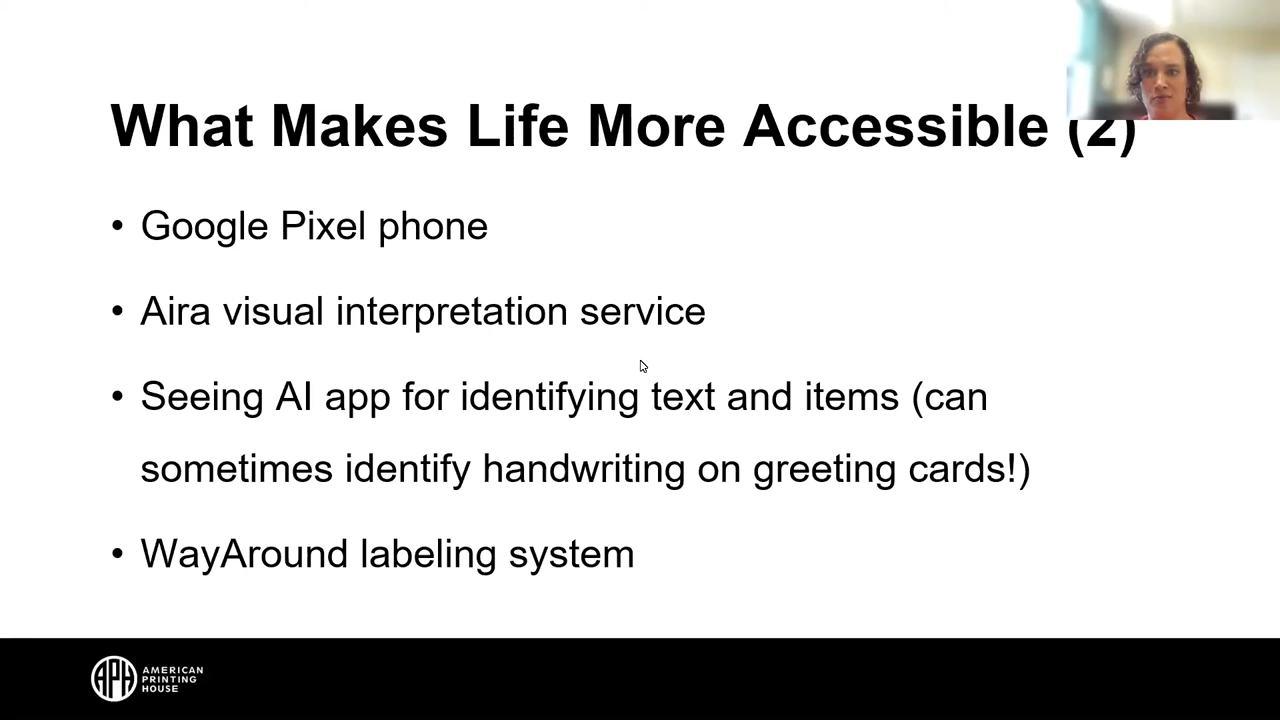 What Makes Life More Accessible (2)
• Google Pixel phone
• Aira visual interpretation service
• Seeing AI app for identifying text and items (can
sometimes identify handwriting on greeting cards!)
• WayAround labeling system
APH
AMERICAN
PRINTING
HOUSE